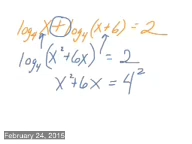 log₄ x + log₄ (x+6) = 2
log₄ (x²+6x) = 2
x²+6x = 4²
February 24, 2015